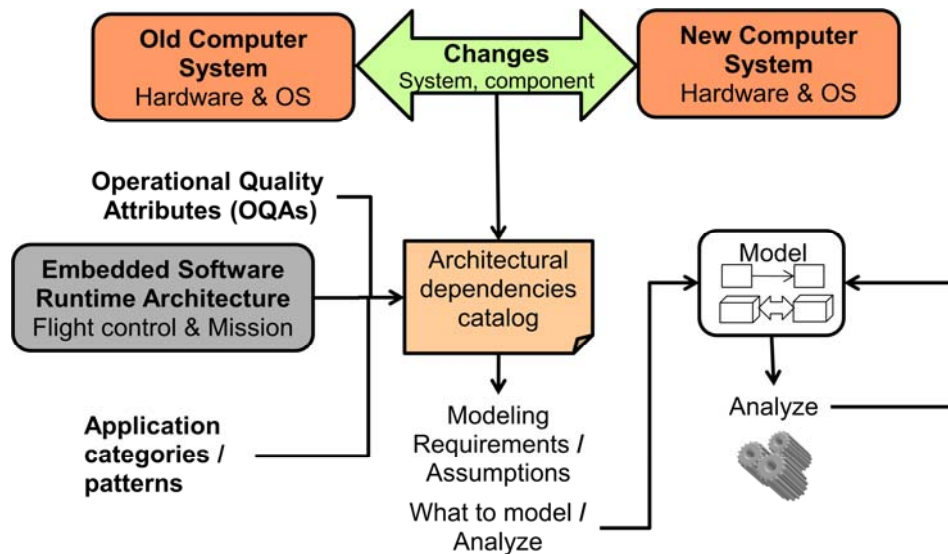 Old Computer
System
Hardware & OS
Changes
System, component
New Computer
System
Hardware & OS
Operational Quality
Attributes (OQAs)
Embedded Software
Runtime Architecture
Flight control & Mission
Application
categories /
patterns
Architectural
dependencies
catalog
Modeling
Requirements /
Assumptions
What to model /
Analyze
Model
Analyze